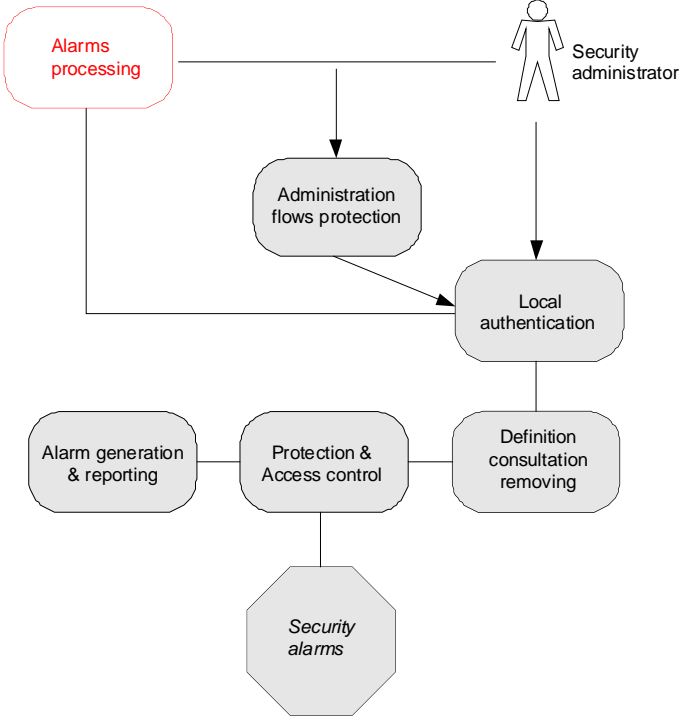 Alarms
processing
Security
administrator
Administration
flows protection
Local
authentication
Alarm generation
& reporting
Protection &
Access control
Definition
consultation
removing
Security
alarms